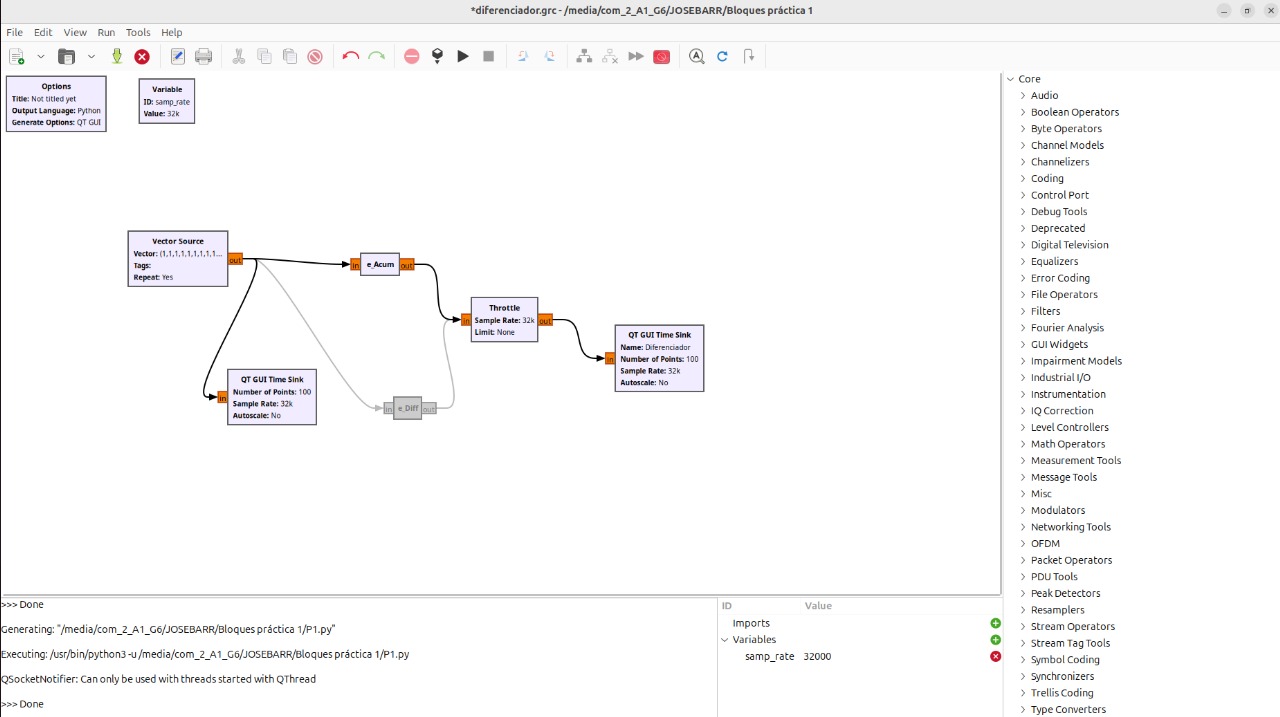 *diferenciador.grc - /media/com_2_A1_G6/JOSEBARR/Bloques práctica 1
File Edit View Run Tools Help
Options
Title: Not titled yet
Output Language: Python
Generate Options: QT GUI
Variable
ID: samp_rate
Value: 32k
Vector Source
Vector: (1,1,1,1,1,1,1,1...
Tags:
Repeat: Yes
out
in
e_Acum
out
in
Throttle
Sample Rate: 32k
Limit: None
out
in
QT GUI Time Sink
Name: Diferenciador
Number of Points: 100
Sample Rate: 32k
Autoscale: No
in
QT GUI Time Sink
Number of Points: 100
Sample Rate: 32k
Autoscale: No
in
e_Diff
out
>>> Done
Generating: "/media/com_2_A1_G6/JOSEBARR/Bloques práctica 1/P1.py"
Executing: /usr/bin/python3 -u /media/com_2_A1_G6/JOSEBARR/Bloques práctica 1/P1.py
QSocketNotifier: Can only be used with threads started with QThread
>>> Done
ID Value
Imports
Variables
samp_rate 32000
Core
Audio
Boolean Operators
Byte Operators
Channel Models
Channelizers
Coding
Control Port
Debug Tools
Deprecated
Digital Television
Equalizers
Error Coding
File Operators
Filters
Fourier Analysis
GUI Widgets
Impairment Models
Industrial I/O
Instrumentation
IQ Correction
Level Controllers
Math Operators
Measurement Tools
Message Tools
Misc
Modulators
Networking Tools
OFDM
Packet Operators
PDU Tools
Peak Detectors
Resamplers
Stream Operators
Stream Tag Tools
Symbol Coding
Synchronizers
Trellis Coding
Type Converters